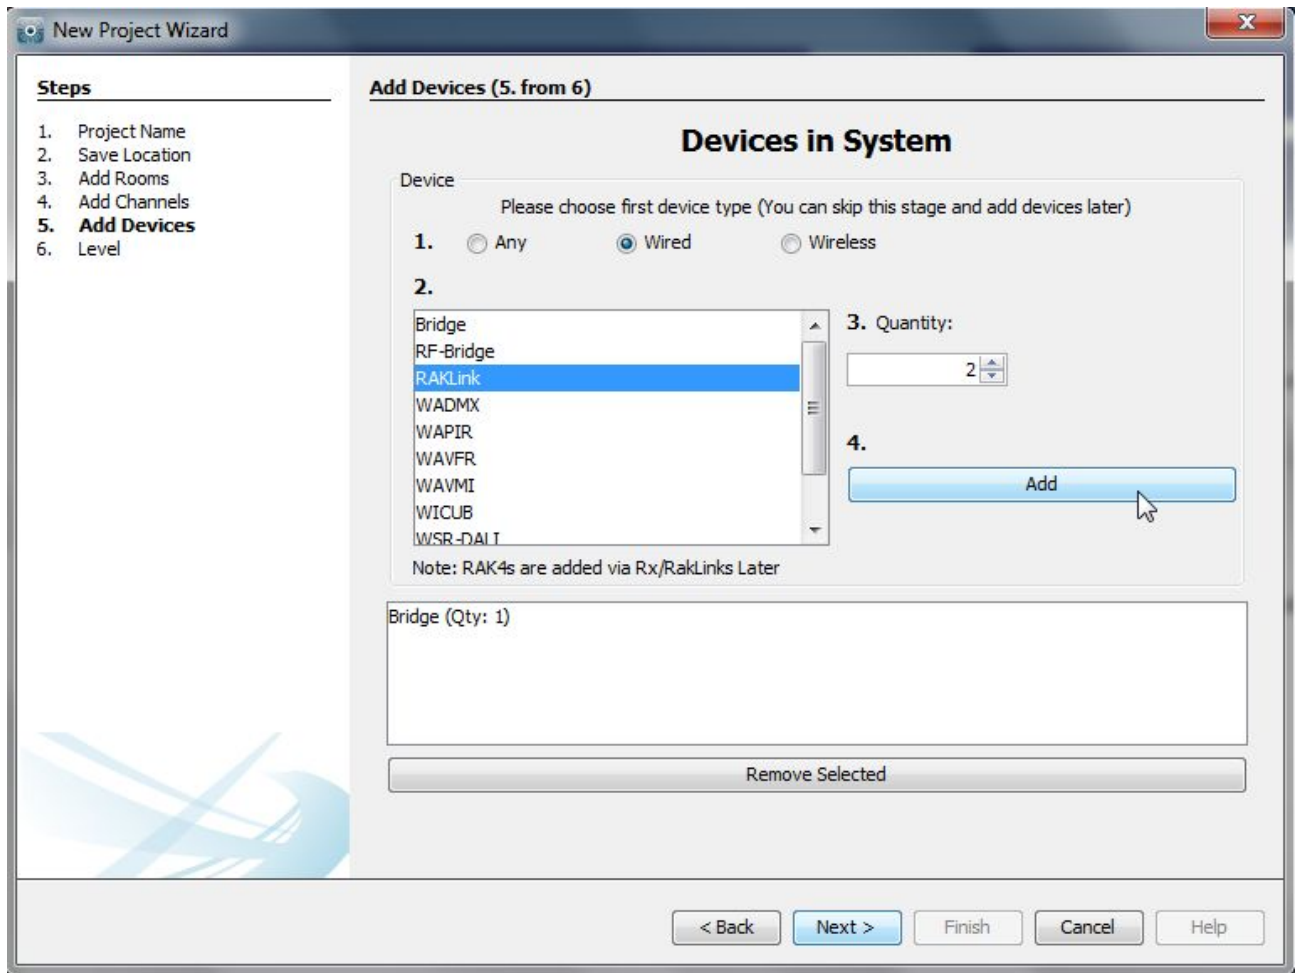 New Project Wizard
Steps
1. Project Name
2. Save Location
3. Add Rooms
4. Add Channels
5. Add Devices
6. Level
Add Devices (5. from 6)
Devices in System
Device
Please choose first device type (You can skip this stage and add devices later)
1. Any Wired Wireless
2.
Bridge
RF-Bridge
RAKLink
WADMX
WAPIR
WAVFR
WAVMI
WICUB
WSR-DALI
3. Quantity:
2
4.
Add
Note: RAK4s are added via Rx/RakLinks Later
Bridge (Qty: 1)
Remove Selected
< Back Next > Finish Cancel Help